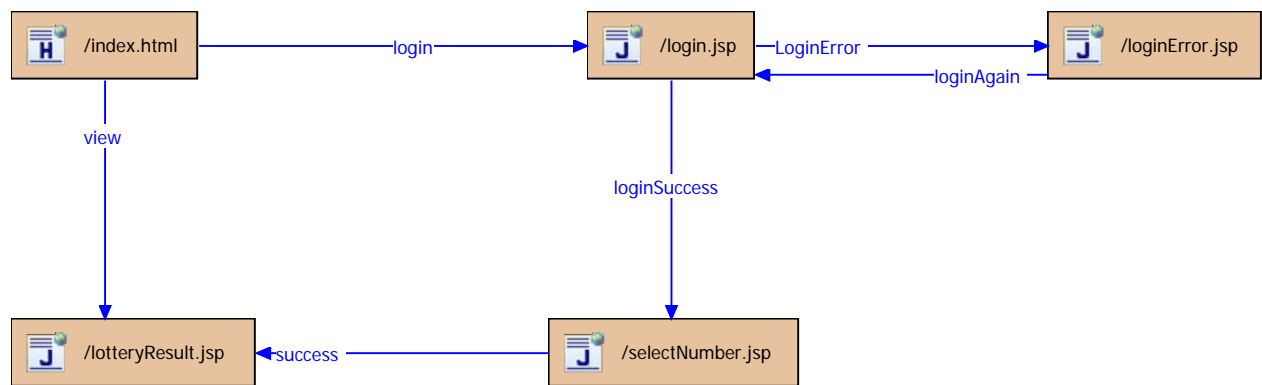 /index.html
login
/login.jsp
LoginError
/loginError.jsp
loginAgain
view
loginSuccess
/lotteryResult.jsp
success
/selectNumber.jsp
H
J
J
J
J